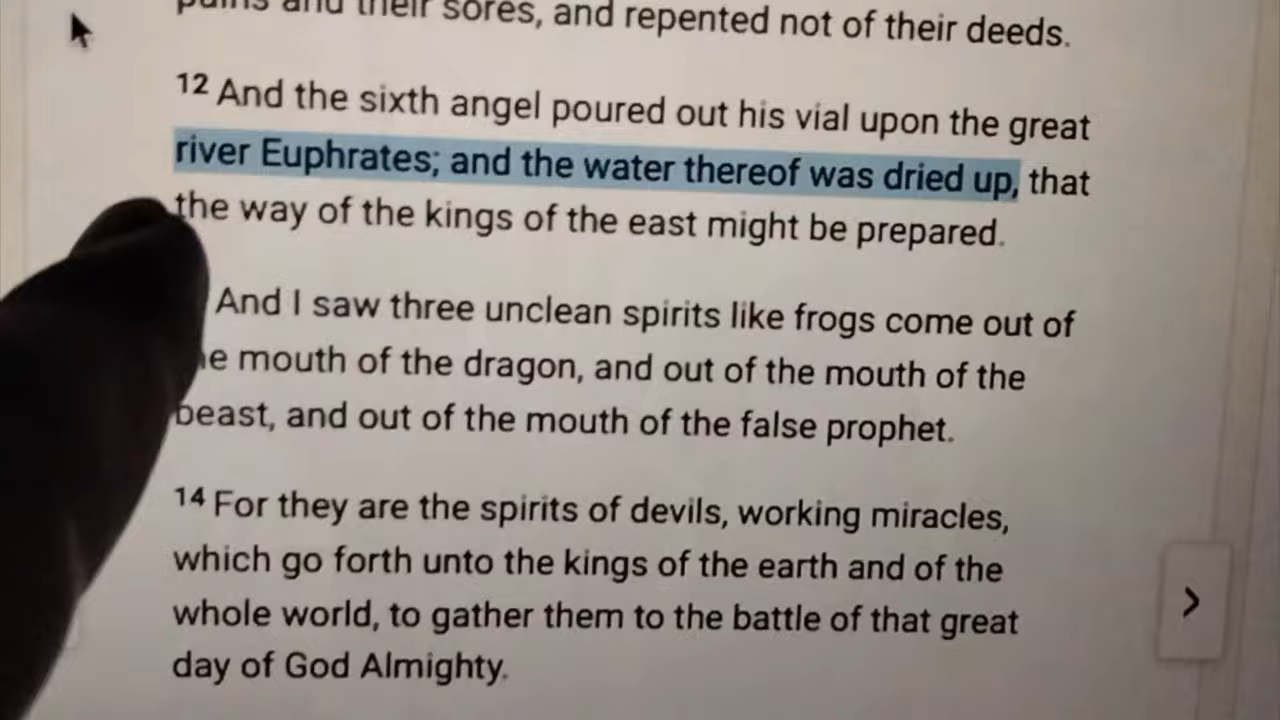 and their sores, and repented not of their deeds.
12 And the sixth angel poured out his vial upon the great
river Euphrates; and the water thereof was dried up, that
the way of the kings of the east might be prepared.
And I saw three unclean spirits like frogs come out of
mouth of the dragon, and out of the mouth of the
beast, and out of the mouth of the false prophet.
14 For they are the spirits of devils, working miracles,
which go forth unto the kings of the earth and of the
whole world, to gather them to the battle of that great
day of God Almighty.